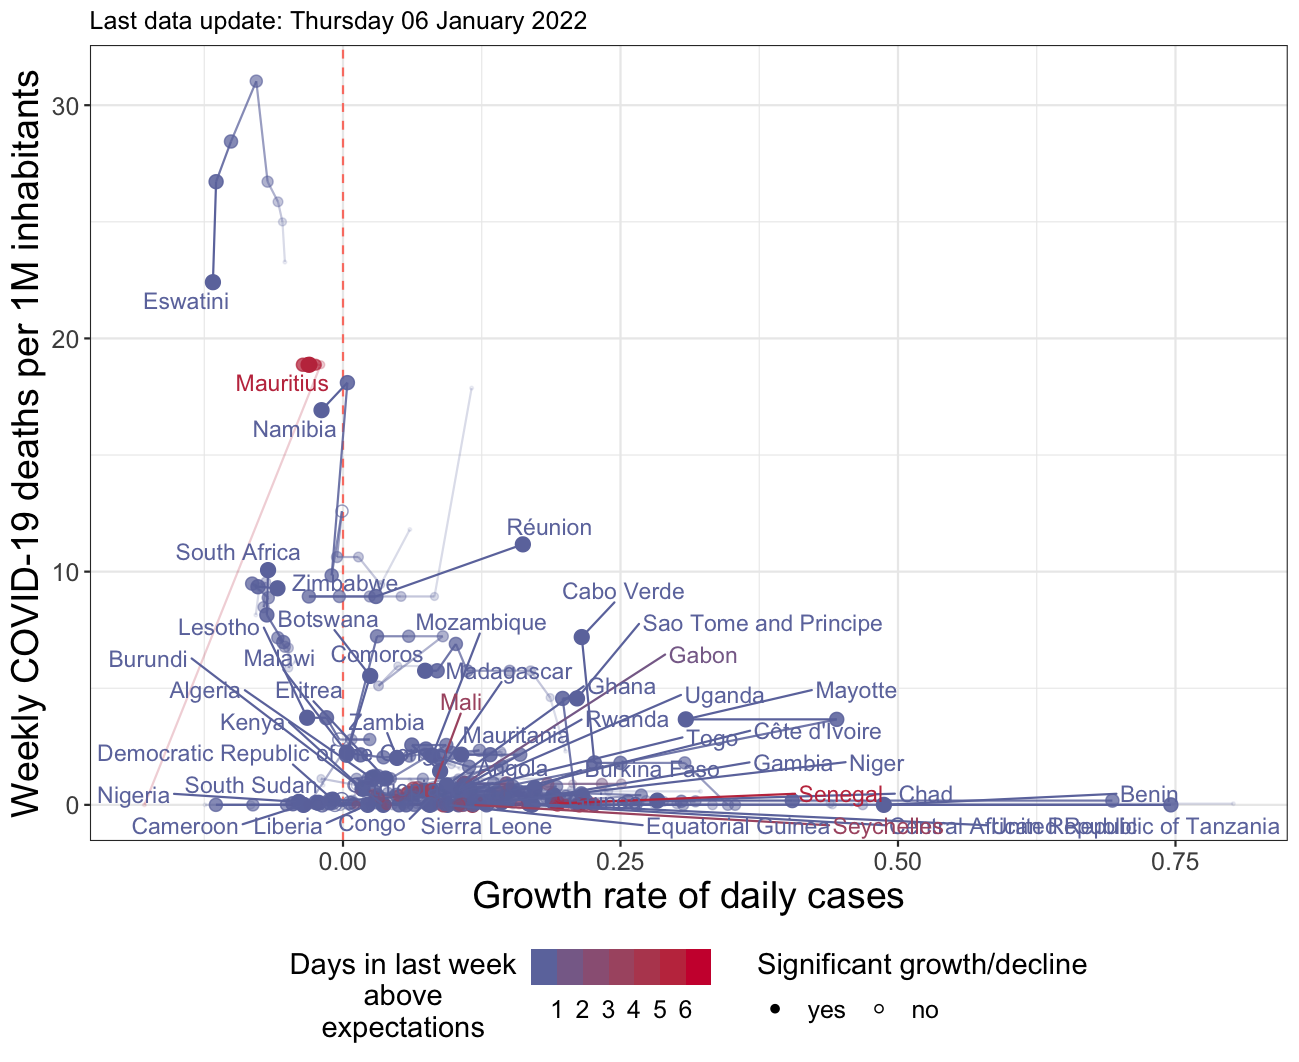 Last data update: Thursday 06 January 2022
Weekly COVID-19 deaths per 1M inhabitants
30
20
10
0
Eswatini
Mauritius
Namibia
Réunion
South Africa
Zimbabwe
Cabo Verde
Botswana
Mozambique
Sao Tome and Principe
Lesotho
Malawi
Comoros
Burundi
Gabon
Madagascar
Algeria
Eritrea
Ghana
Mayotte
Uganda
Mali
Kenya
Zambia
Rwanda
Mauritania
Togo
Côte d'Ivoire
Democratic Republic of
Angola
Burkina Faso
Gambia
Niger
South Sudan
Nigeria
Senegal
Chad
Benin
Cameroon
Liberia
Congo
Sierra Leone
Equatorial Guinea
Seychelles
Central African Republic
United Republic of Tanzania
0.00
0.25
0.50
0.75
Growth rate of daily cases
Days in last week
above
expectations
1 2 3 4 5 6
Significant growth/decline
yes
no